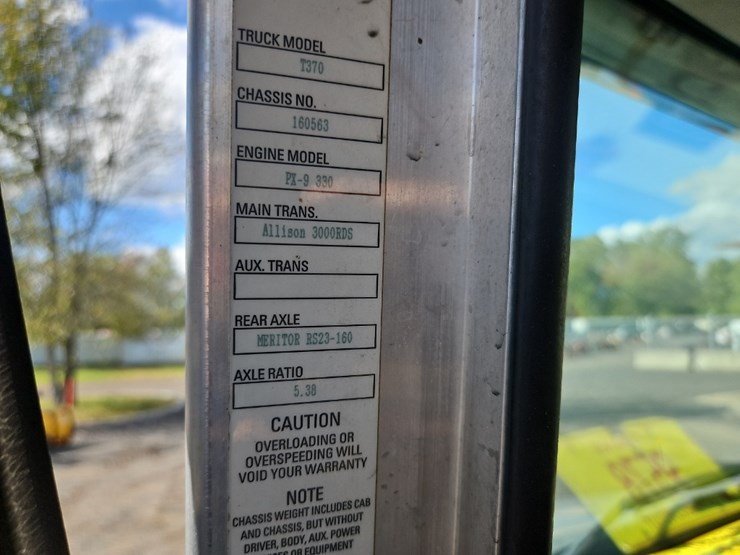 TRUCK MODEL
T370
CHASSIS NO.
160563
ENGINE MODEL
PX-9 330
MAIN TRANS.
Allison 3000RDS
AUX. TRANS
REAR AXLE
MERITOR RS23-160
AXLE RATIO
5.38
CAUTION
OVERLOADING OR
OVERSPEEDING WILL
VOID YOUR WARRANTY
NOTE
CHASSIS WEIGHT INCLUDES CAB
AND CHASSIS, BUT WITHOUT
DRIVER, BODY, AUX. POWER
OR EQUIPMENT